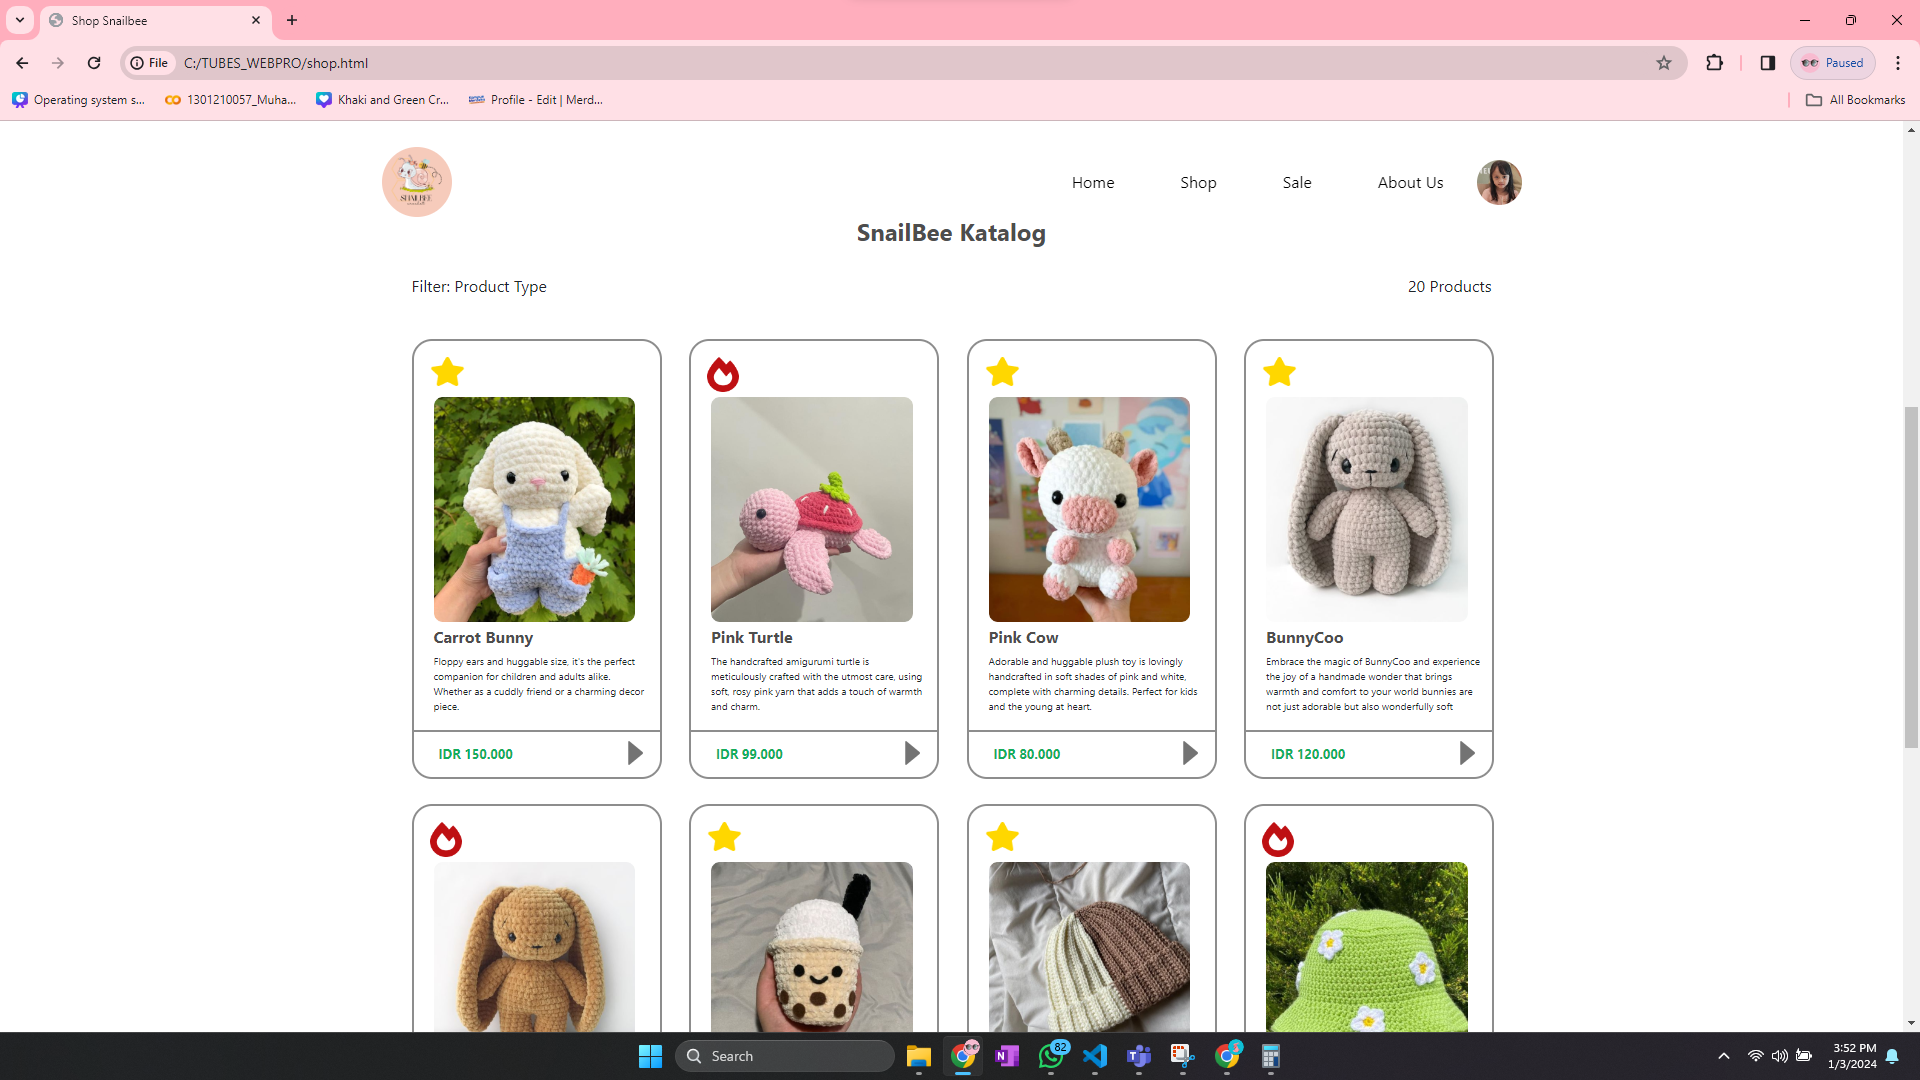 Shop Snailbee
File
C:/TUBES_WEBPRO/shop.html
Paused
Operating system s...
1301210057_Muha...
Khaki and Green Cr...
Profile - Edit | Merd...
All Bookmarks
SNAILBEE
Home
Shop
Sale
About Us
SnailBee Katalog
Filter: Product Type
20 Products
Carrot Bunny
Floppy ears and huggable size, it's the perfect
companion for children and adults alike.
Whether as a cuddly friend or a charming decor
piece.
IDR 150.000
Pink Turtle
The handcrafted amigurumi turtle is
meticulously crafted with the utmost care, using
soft, rosy pink yarn that adds a touch of warmth
and charm.
IDR 99.000
Pink Cow
Adorable and huggable plush toy is lovingly
handcrafted in soft shades of pink and white,
complete with charming details. Perfect for kids
and the young at heart.
IDR 80.000
BunnyCoo
Embrace the magic of BunnyCoo and experience
the joy of a handmade wonder that brings
warmth and comfort to your world bunnies are
not just adorable but also wonderfully soft
IDR 120.000
Search
82
3:52 PM
1/3/2024